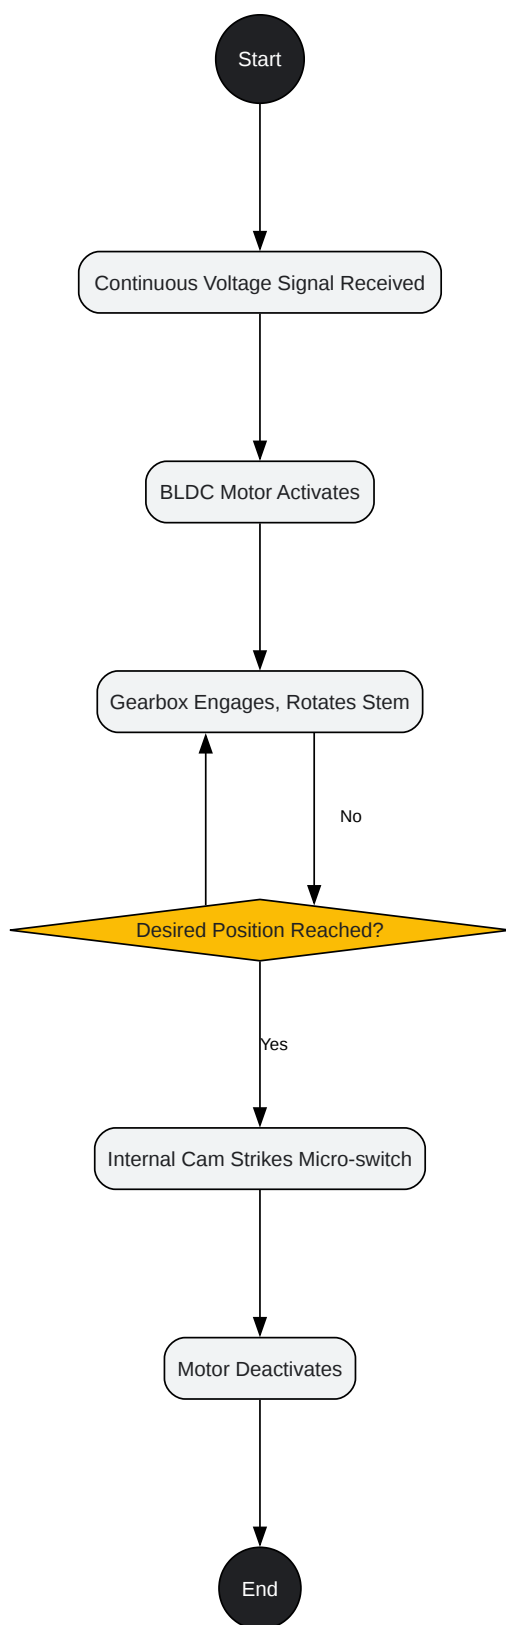 Start
Continuous Voltage Signal Received
BLDC Motor Activates
Gearbox Engages, Rotates Stem
No
Desired Position Reached?
Yes
Internal Cam Strikes Micro-switch
Motor Deactivates
End